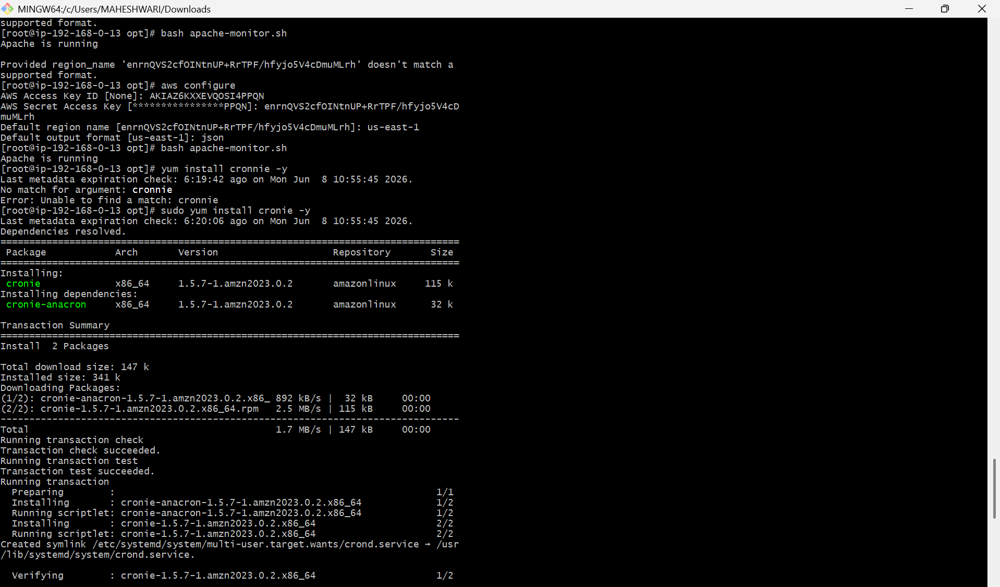 MINGW64:/c/Users/MAHESHWARI/Downloads
supported format.
[root@ip-192-168-0-13 opt]# bash apache-monitor.sh
Apache is running
Provided region_name 'enrnQVS2cfOINtnUP+RrTPF/hfyjo5V4cDmuMLrh' doesn't match a
supported format.
[root@ip-192-168-0-13 opt]# aws configure
AWS Access Key ID [None]: AKIAZ6KXXEVQOSI4PPQN
AWS Secret Access Key [****************PPQN]: enrnQVS2cfOINtnUP+RrTPF/hfyjo5V4cD
muMLrh
Default region name [enrnQVS2cfOINtnUP+RrTPF/hfyjo5V4cDmuMLrh]: us-east-1
Default output format [us-east-1]: json
[root@ip-192-168-0-13 opt]# bash apache-monitor.sh
Apache is running
[root@ip-192-168-0-13 opt]# yum install cronnie -y
Last metadata expiration check: 6:19:42 ago on Mon Jun  8 10:55:45 2026.
No match for argument: cronnie
Error: Unable to find a match: cronnie
[root@ip-192-168-0-13 opt]# sudo yum install cronie -y
Last metadata expiration check: 6:20:06 ago on Mon Jun  8 10:55:45 2026.
Dependencies resolved.
================================================================================
 Package            Arch       Version                    Repository       Size
================================================================================
Installing:
 cronie             x86_64     1.5.7-1.amzn2023.0.2       amazonlinux     115 k
Installing dependencies:
 cronie-anacron     x86_64     1.5.7-1.amzn2023.0.2       amazonlinux      32 k
Transaction Summary
================================================================================
Install  2 Packages
Total download size: 147 k
Installed size: 341 k
Downloading Packages:
(1/2): cronie-anacron-1.5.7-1.amzn2023.0.2.x86_ 892 kB/s |  32 kB     00:00
(2/2): cronie-1.5.7-1.amzn2023.0.2.x86_64.rpm   2.5 MB/s | 115 kB     00:00
--------------------------------------------------------------------------------
Total                                           1.7 MB/s | 147 kB     00:00
Running transaction check
Transaction check succeeded.
Running transaction test
Transaction test succeeded.
Running transaction
  Preparing        :                                                        1/1
  Installing       : cronie-anacron-1.5.7-1.amzn2023.0.2.x86_64             1/2
  Running scriptlet: cronie-anacron-1.5.7-1.amzn2023.0.2.x86_64             1/2
  Installing       : cronie-1.5.7-1.amzn2023.0.2.x86_64                     2/2
  Running scriptlet: cronie-1.5.7-1.amzn2023.0.2.x86_64                     2/2
Created symlink /etc/systemd/system/multi-user.target.wants/crond.service → /usr
/lib/systemd/system/crond.service.
  Verifying        : cronie-1.5.7-1.amzn2023.0.2.x86_64                     1/2